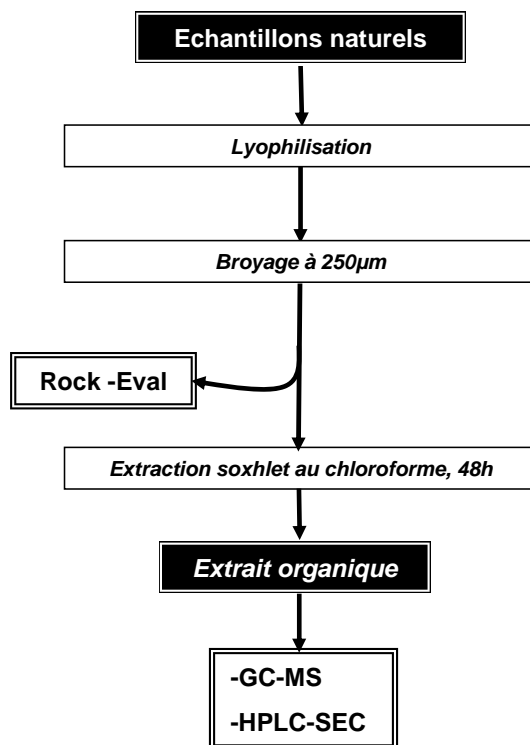 Echantillons naturels
Lyophilisation
Broyage à 250µm
Rock -Eval
Extraction soxhlet au chloroforme, 48h
Extrait organique
-GC-MS
-HPLC-SEC